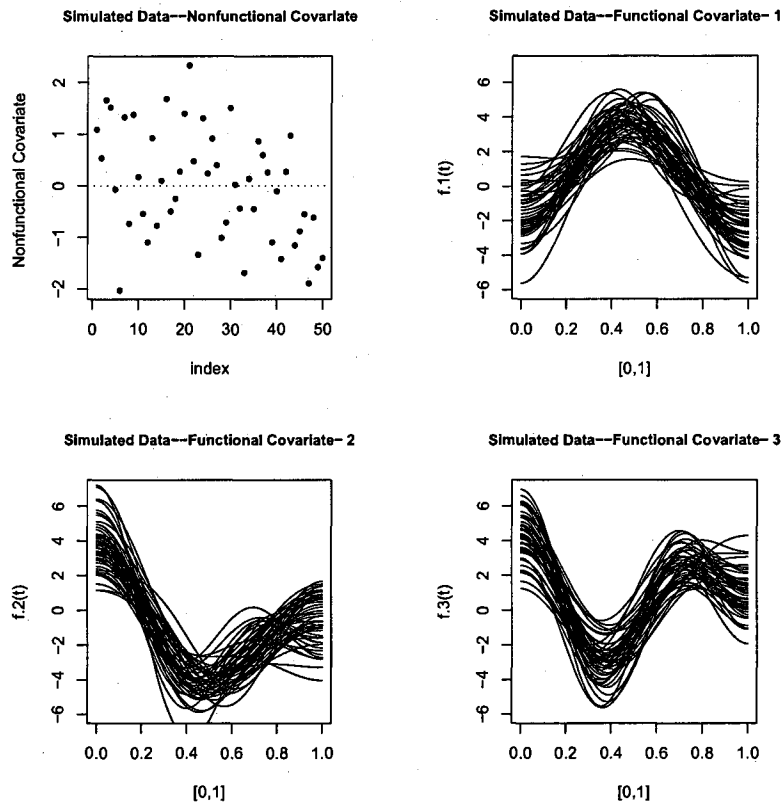 Simulated Data––Nonfunctional Covariate
Nonfunctional Covariate
2
1
0
−1
−2
0 10 20 30 40 50
index
Simulated Data––Functional Covariate− 1
f.1(t)
6
4
2
0
−2
−4
−6
0.0 0.2 0.4 0.6 0.8 1.0
[0,1]
Simulated Data––Functional Covariate− 2
f.2(t)
6
4
2
0
−2
−4
−6
0.0 0.2 0.4 0.6 0.8 1.0
[0,1]
Simulated Data––Functional Covariate− 3
f.3(t)
6
4
2
0
−2
−4
−6
0.0 0.2 0.4 0.6 0.8 1.0
[0,1]